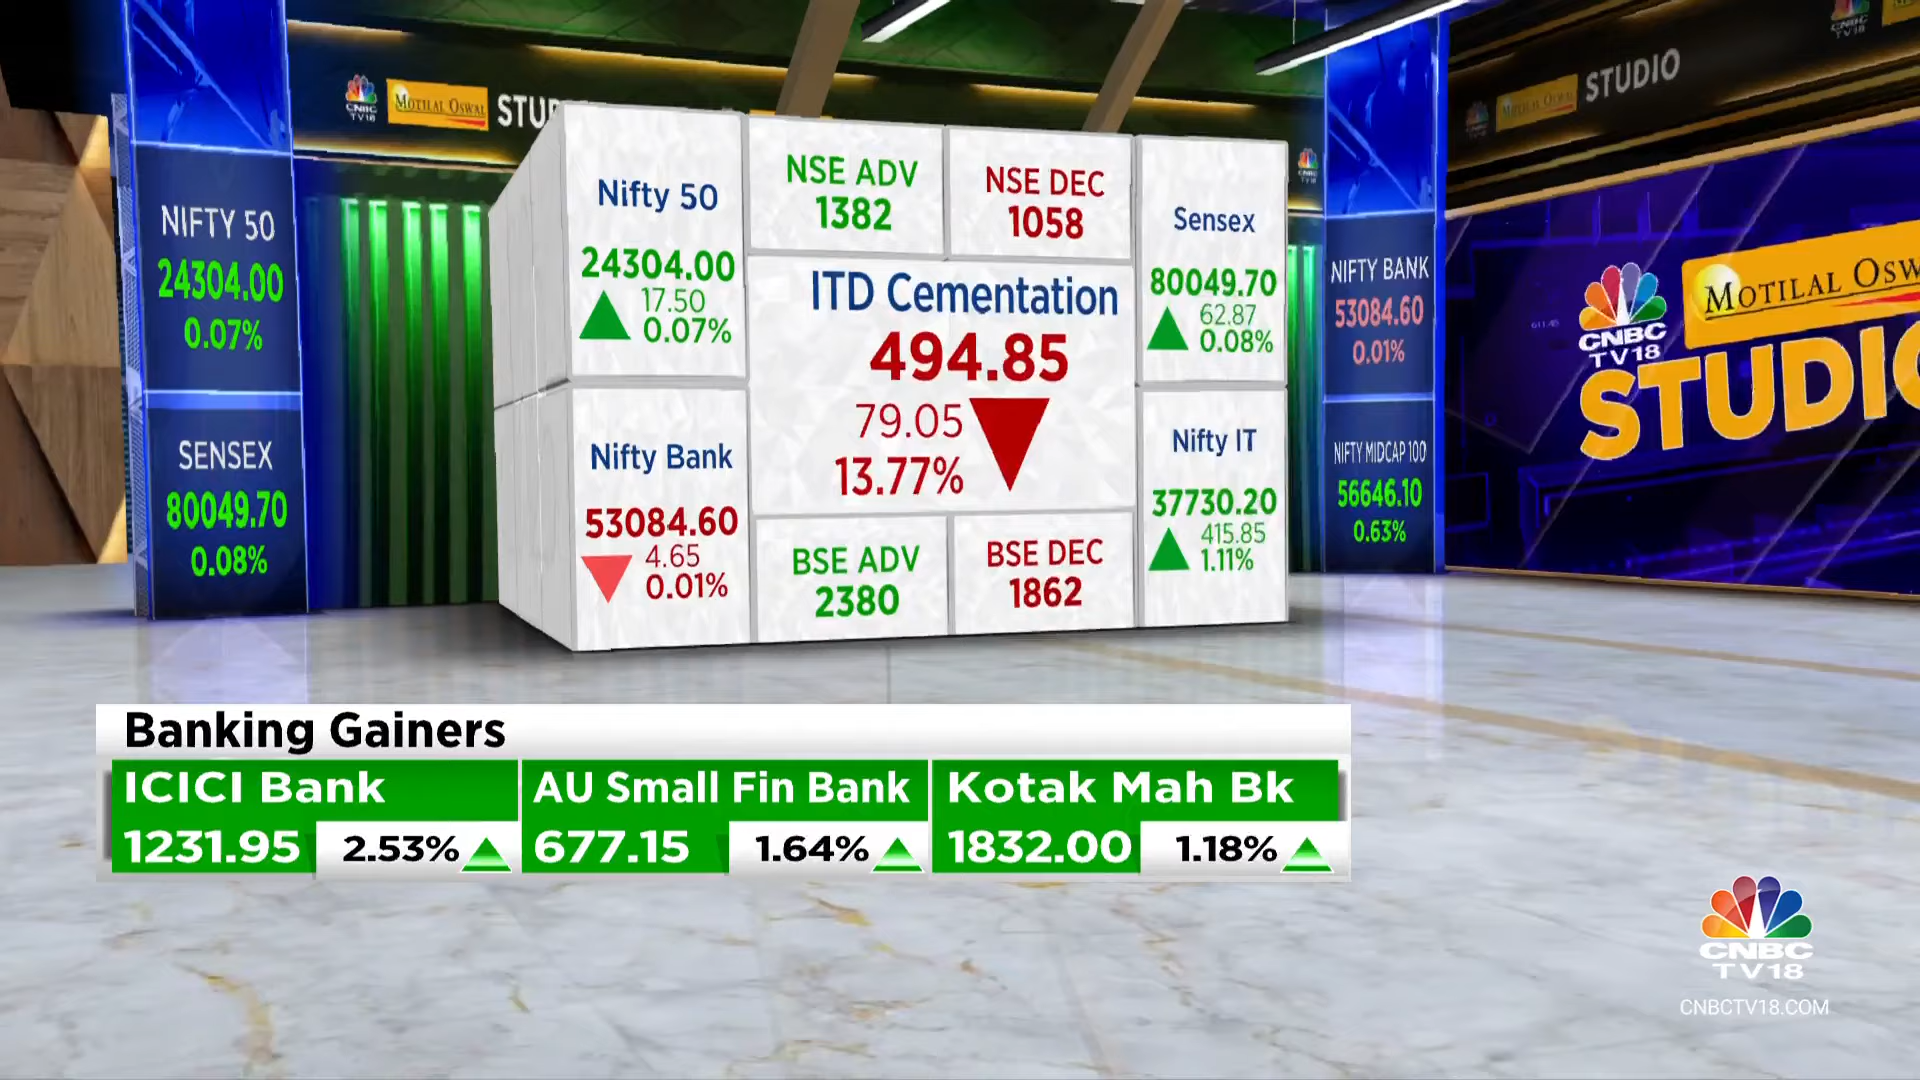 CNBC
TV18
MOTILAL OSWAL
STUDIO
CNBC
TV18
MOTILAL OSWAL
STUDIO
NIFTY 50
24304.00
0.07%
SENSEX
80049.70
0.08%
Nifty 50
24304.00
17.50
0.07%
Nifty Bank
53084.60
4.65
0.01%
NSE ADV
1382
NSE DEC
1058
ITD Cementation
494.85
79.05
13.77%
BSE ADV
2380
BSE DEC
1862
Sensex
80049.70
62.87
0.08%
Nifty IT
37730.20
415.85
1.11%
NIFTY BANK
53084.60
0.01%
NIFTY MIDCAP 100
56646.10
0.63%
Banking Gainers
ICICI Bank
1231.95 2.53%
AU Small Fin Bank
677.15 1.64%
Kotak Mah Bk
1832.00 1.18%
CNBC
TV18
CNBCTV18.COM